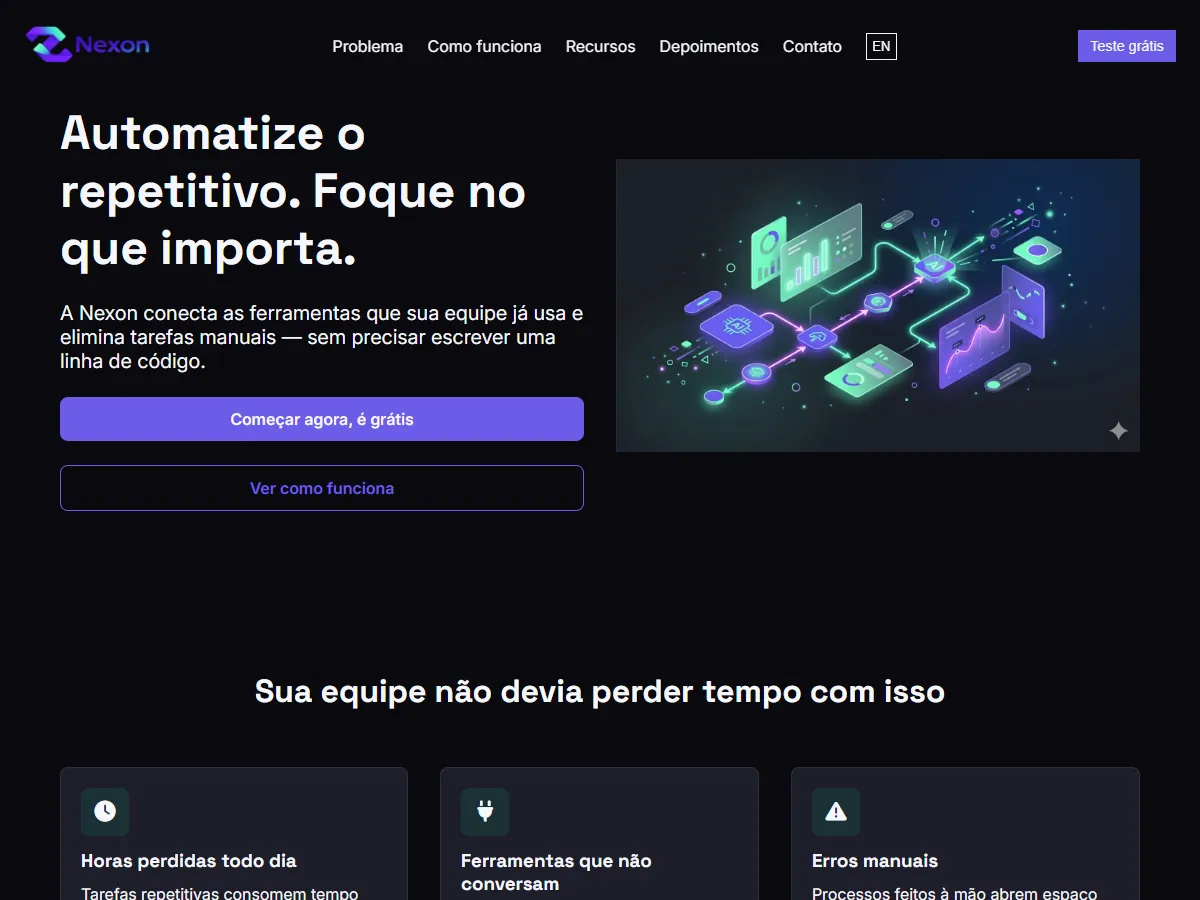 Nexon
Problema
Como funciona
Recursos
Depoimentos
Contato
EN
Teste grátis
Automatize o
repetitivo. Foque no
que importa.
A Nexon conecta as ferramentas que sua equipe já usa e
elimina tarefas manuais — sem precisar escrever uma
linha de código.
Começar agora, é grátis
Ver como funciona
AI
AI
Sua equipe não devia perder tempo com isso
Horas perdidas todo dia
Tarefas repetitivas consomem tempo
Ferramentas que não
conversam
Erros manuais
Processos feitos à mão abrem espaço